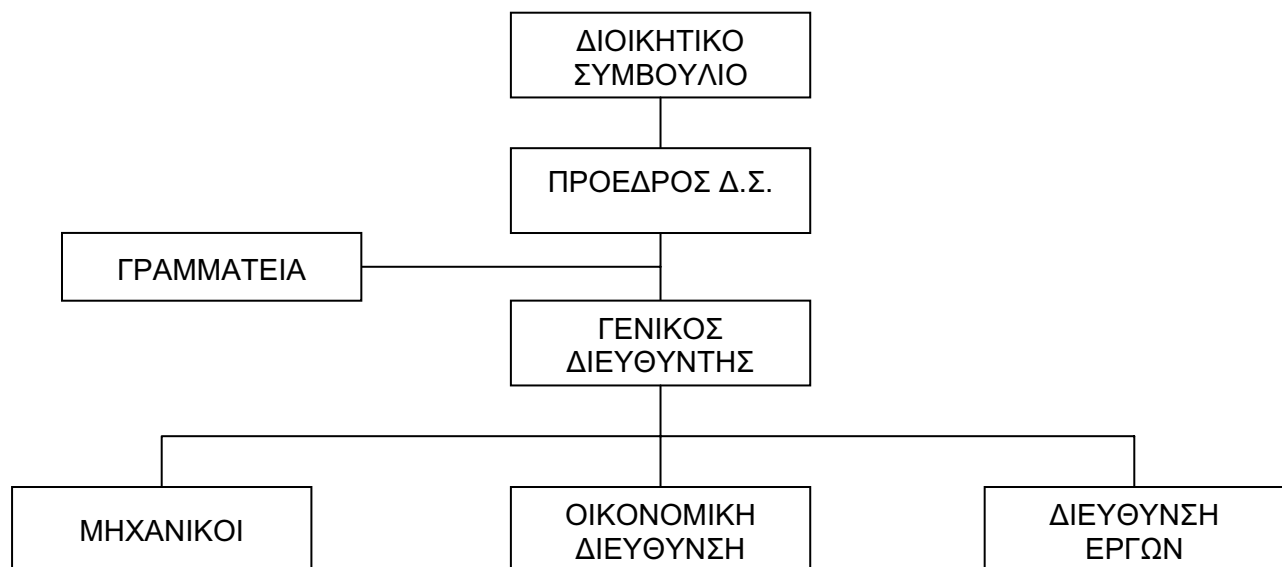 ΔΙΟΙΚΗΤΙΚΟ
ΣΥΜΒΟΥΛΙΟ
ΠΡΟΕΔΡΟΣ Δ.Σ.
ΓΡΑΜΜΑΤΕΙΑ
ΓΕΝΙΚΟΣ
ΔΙΕΥΘΥΝΤΗΣ
ΜΗΧΑΝΙΚΟΙ
ΟΙΚΟΝΟΜΙΚΗ
ΔΙΕΥΘΥΝΣΗ
ΔΙΕΥΘΥΝΣΗ
ΕΡΓΩΝ